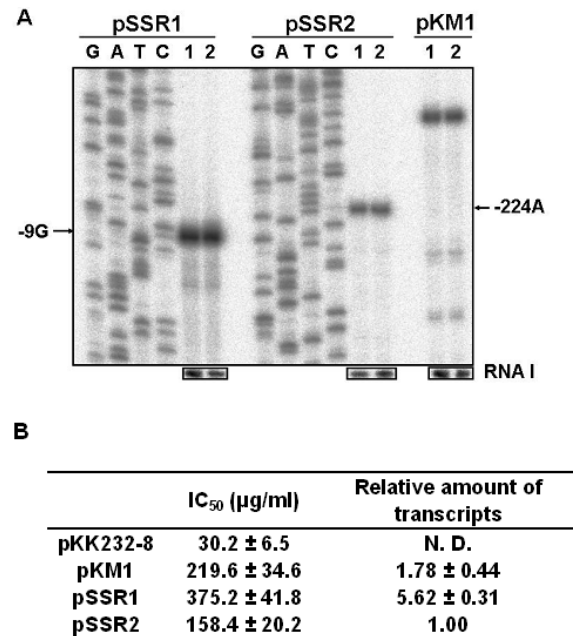 A
pSSR1 pSSR2 pKM1
G A T C 1 2 G A T C 1 2 1 2
-9G
-224A
RNA I
B
IC50 (µg/ml) Relative amount of
transcripts
pKK232-8 30.2 ± 6.5 N. D.
pKM1 219.6 ± 34.6 1.78 ± 0.44
pSSR1 375.2 ± 41.8 5.62 ± 0.31
pSSR2 158.4 ± 20.2 1.00